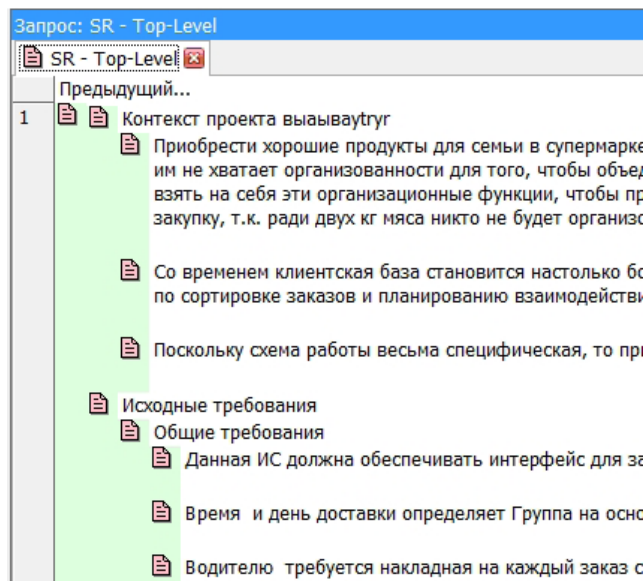 Запрос: SR - Top-Level
SR - Top-Level
Предыдущий...
1 Контекст проекта выаываytryr
Приобрести хорошие продукты для семьи в супермарке
им не хватает организованности для того, чтобы объе
взять на себя эти организационные функции, чтобы пр
закупку, т.к. ради двух кг мяса никто не будет организо
Со временем клиентская база становится настолько бо
по сортировке заказов и планированию взаимодействи
Поскольку схема работы весьма специфическая, то при
Исходные требования
Общие требования
Данная ИС должна обеспечивать интерфейс для за
Время и день доставки определяет Группа на осно
Водителю требуется накладная на каждый заказ с